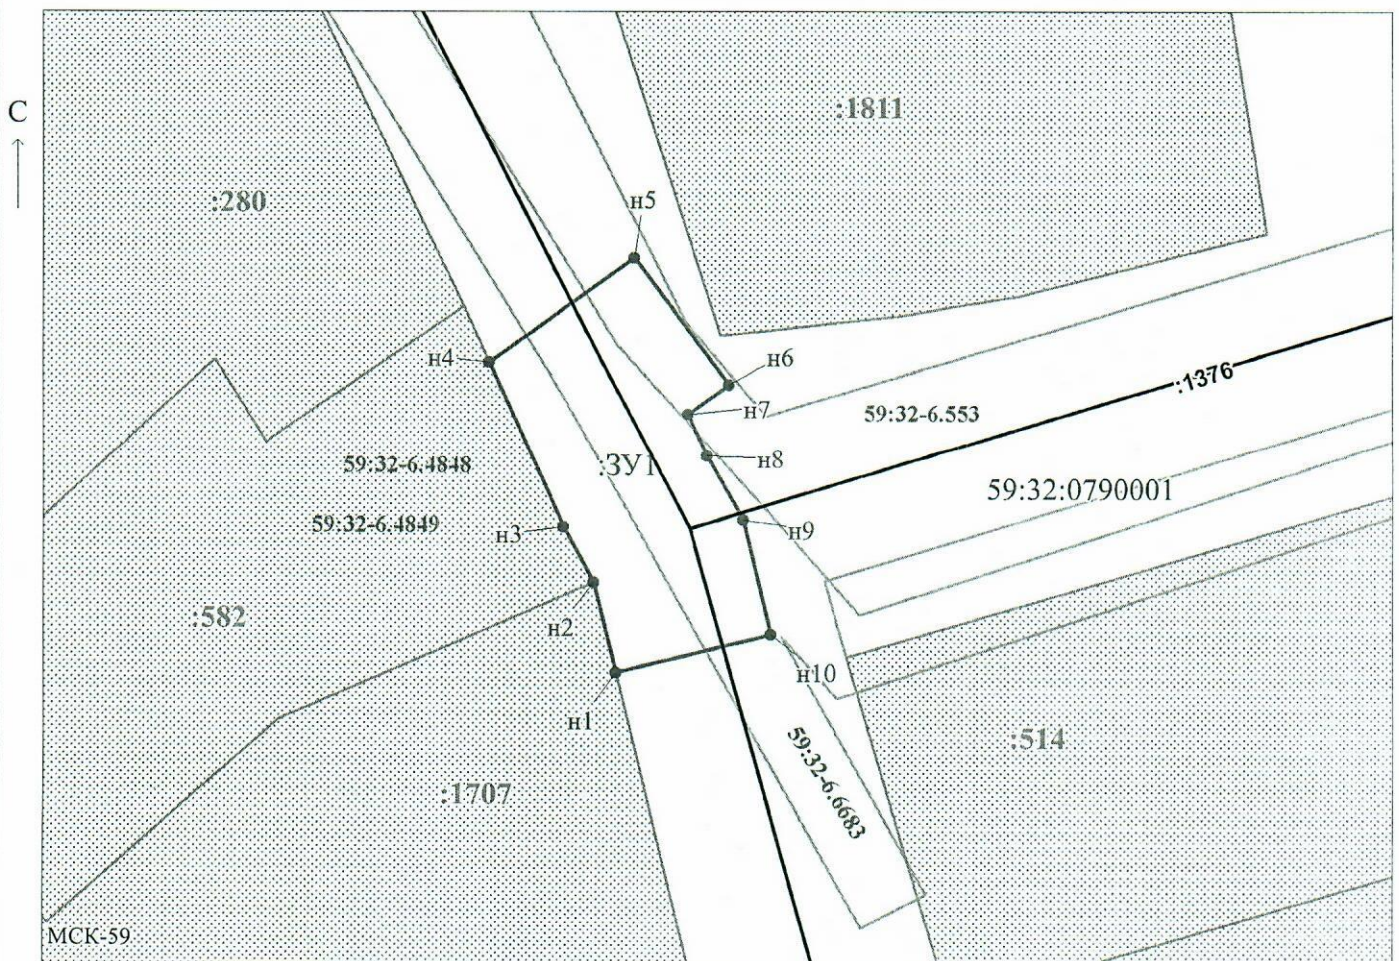 С
:1811
:280
н5
н4
н6
:1376
н7
59:32-6.553
59:32-6.4848
:ЗУ1
н8
59:32:0790001
59:32-6.4849
н3
н9
:582
н2
н10
н1
:514
59:32-6.6683
:1707
МСК-59